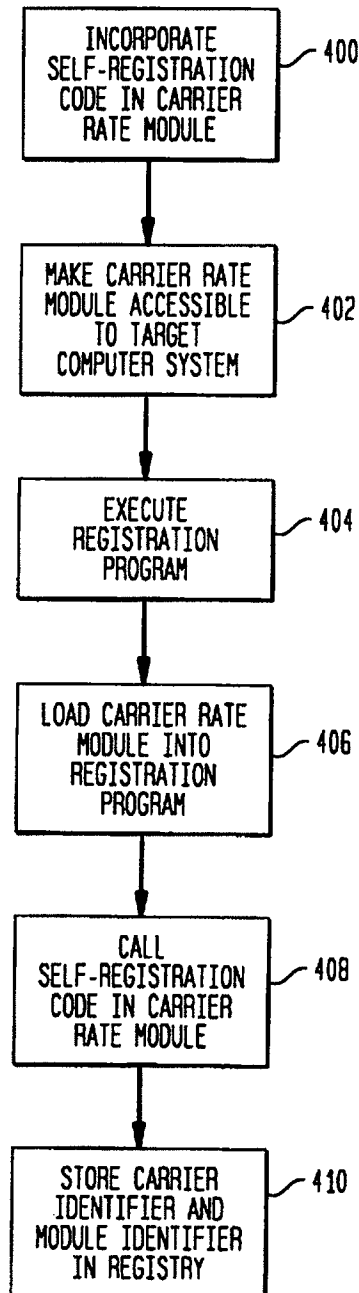 INCORPORATE
SELF-REGISTRATION
CODE IN CARRIER
RATE MODULE
400
MAKE CARRIER RATE
MODULE ACCESSIBLE
TO TARGET
COMPUTER SYSTEM
402
EXECUTE
REGISTRATION
PROGRAM
404
LOAD CARRIER RATE
MODULE INTO
REGISTRATION
PROGRAM
406
CALL
SELF-REGISTRATION
CODE IN CARRIER
RATE MODULE
408
STORE CARRIER
IDENTIFIER AND
MODULE IDENTIFIER
IN REGISTRY
410